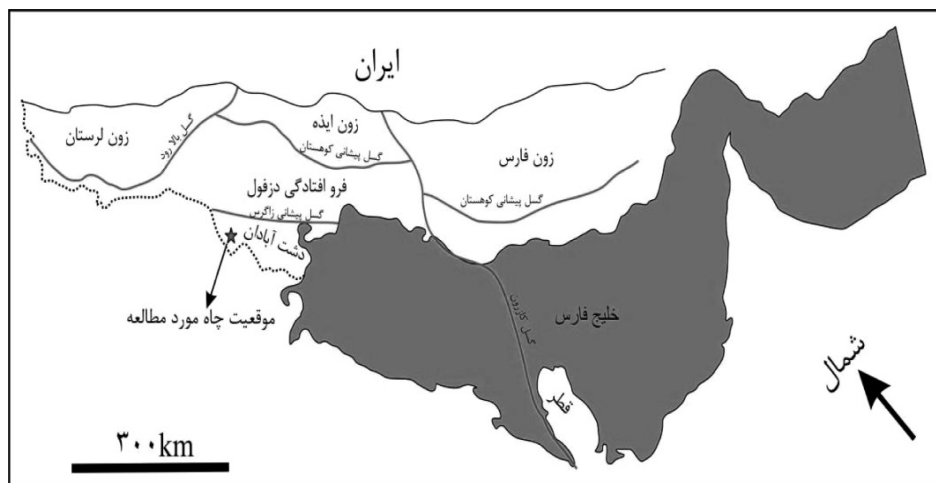 ایران
زون لرستان
گسل بالا رود
زون ایذه
گسل پیشانی کوهستان
زون فارس
گسل پیشانی کوهستان
فرو افتادگی دزفول
گسل پیشانی زاگرس
دشت آبادان
موقعیت چاه مورد مطالعه
گسل کازرون
خلیج فارس
قطر
شمال
۳۰۰km